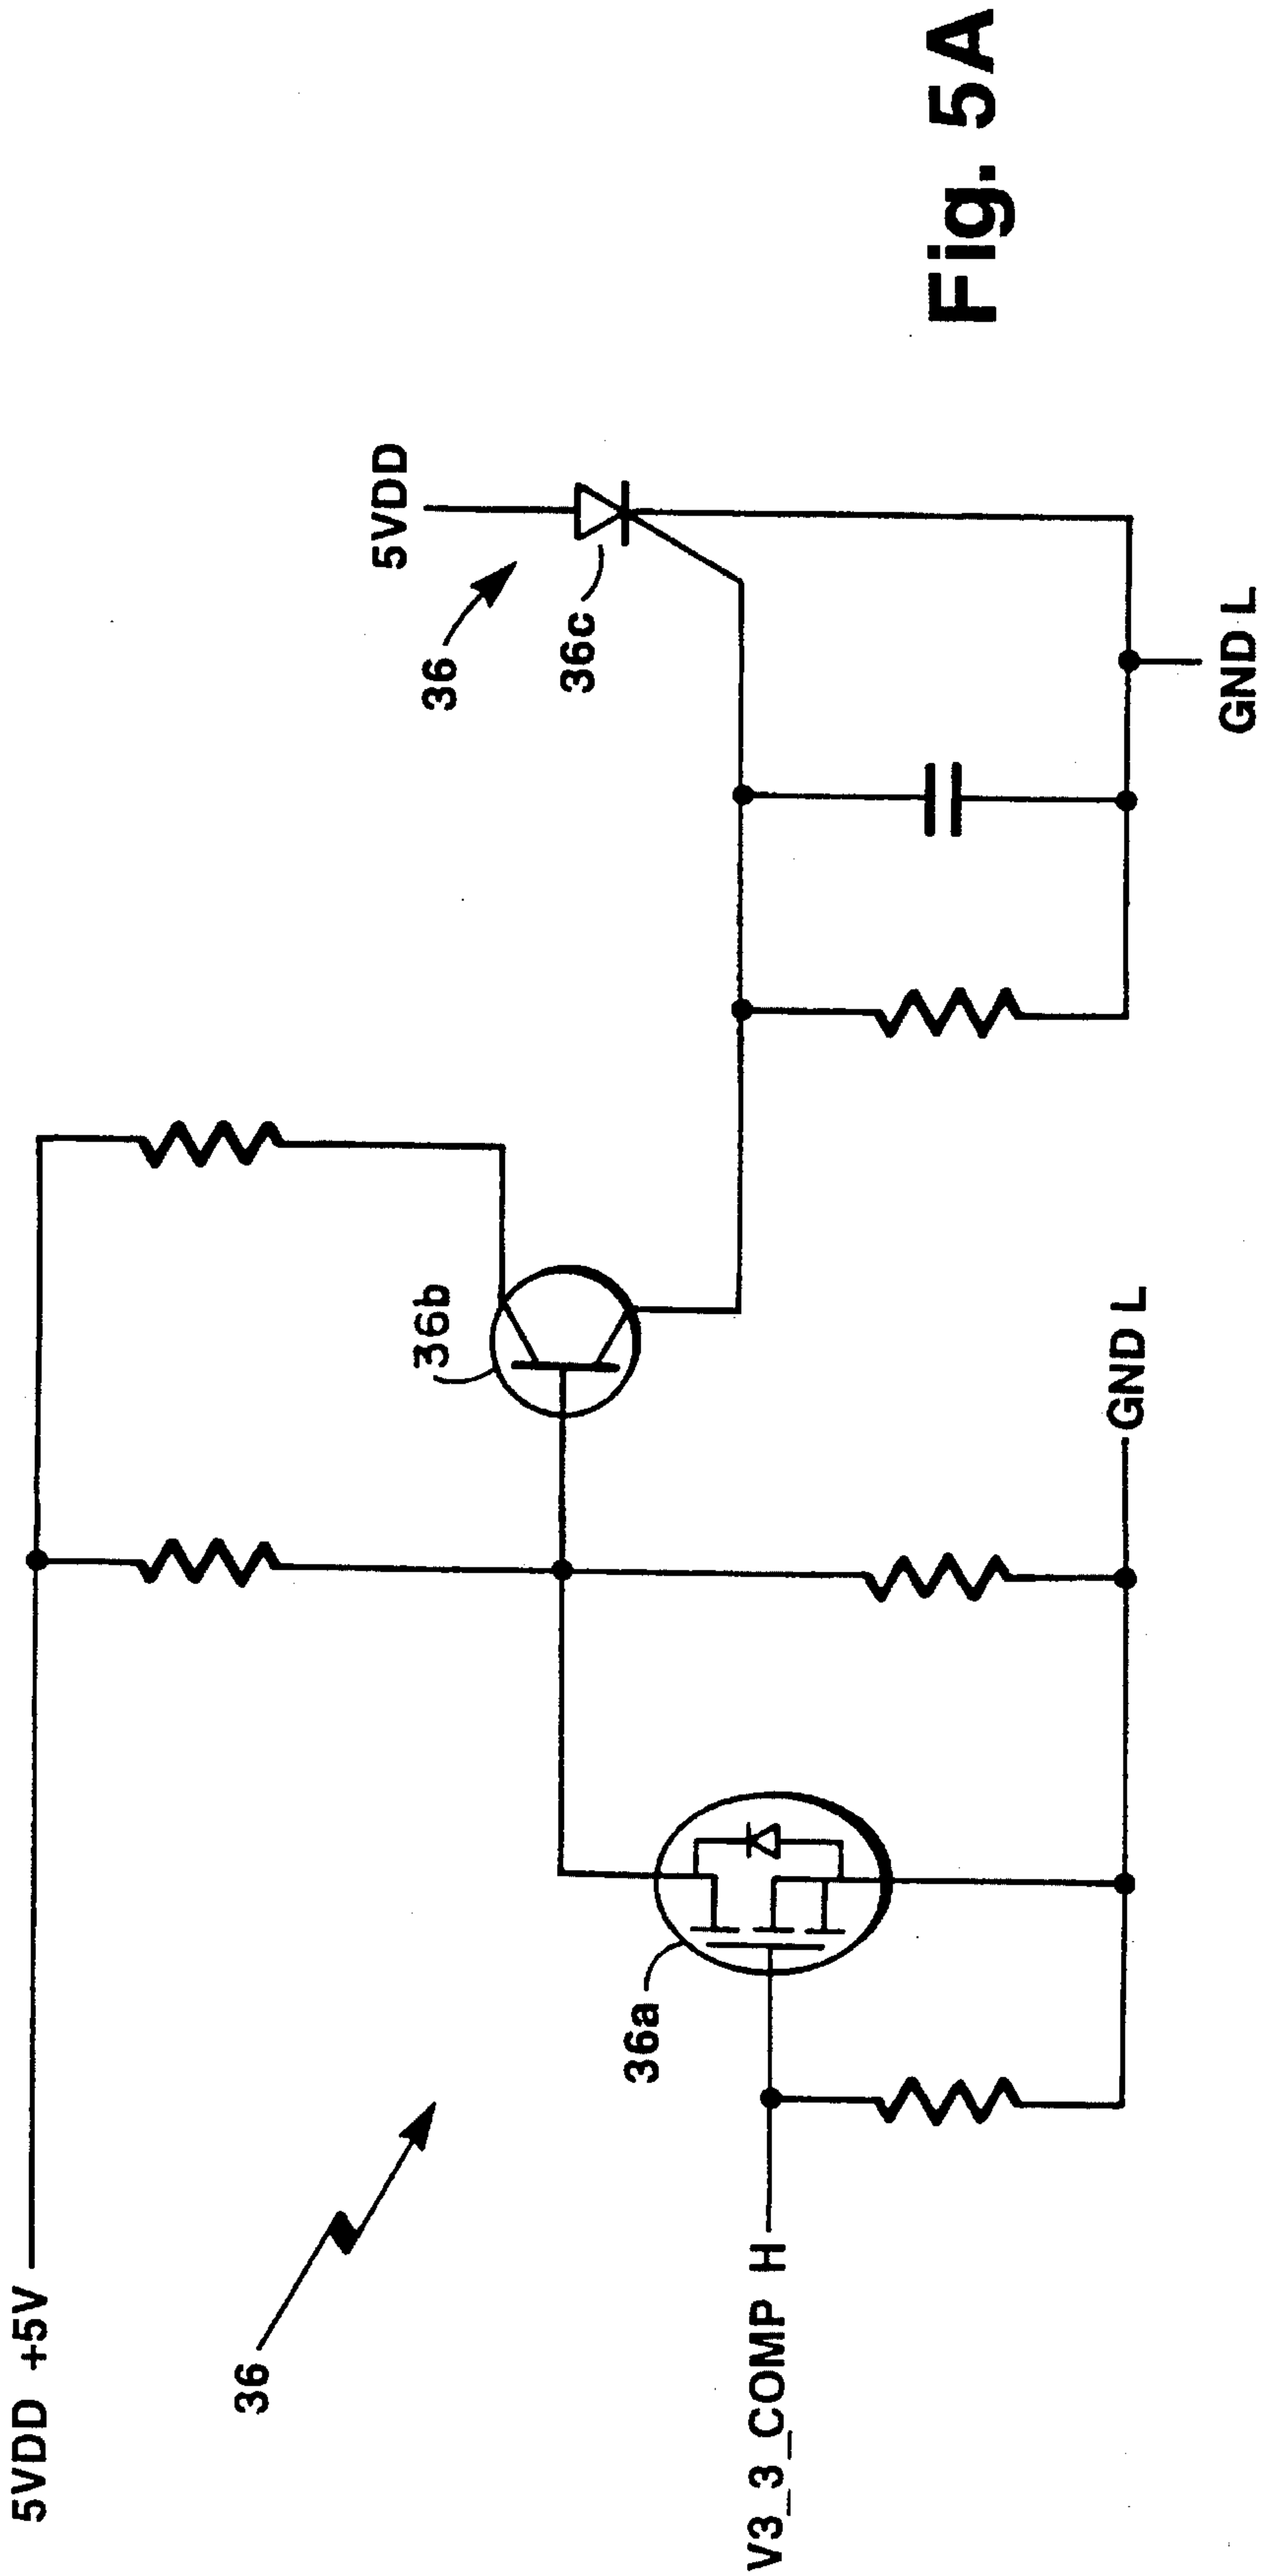 5VDD +5V
36
V3_3_COMP H
36a
36b
GND L
5VDD
36
36c
GND L
Fig. 5A